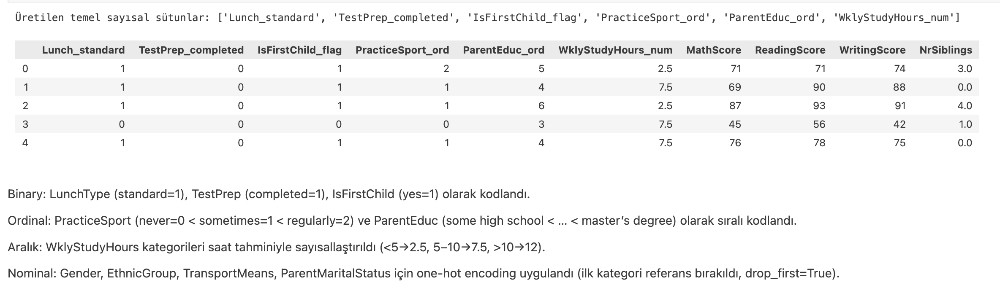 Üretilen temel sayısal sütunlar: ['Lunch_standard', 'TestPrep_completed', 'IsFirstChild_flag', 'PracticeSport_ord', 'ParentEduc_ord', 'WklyStudyHours_num']
Lunch_standard TestPrep_completed IsFirstChild_flag PracticeSport_ord ParentEduc_ord WklyStudyHours_num MathScore ReadingScore WritingScore NrSiblings
0 1 0 1 2 5 2.5 71 71 74 3.0
1 1 0 1 1 4 7.5 69 90 88 0.0
2 1 0 1 1 6 2.5 87 93 91 4.0
3 0 0 0 0 3 7.5 45 56 42 1.0
4 1 0 1 1 4 7.5 76 78 75 0.0
Binary: LunchType (standard=1), TestPrep (completed=1), IsFirstChild (yes=1) olarak kodlandı.
Ordinal: PracticeSport (never=0 < sometimes=1 < regularly=2) ve ParentEduc (some high school < … < master’s degree) olarak sıralı kodlandı.
Aralık: WklyStudyHours kategorileri saat tahminiyle sayısallaştırıldı (<5→2.5, 5–10→7.5, >10→12).
Nominal: Gender, EthnicGroup, TransportMeans, ParentMaritalStatus için one-hot encoding uygulandı (ilk kategori referans bırakıldı, drop_first=True).